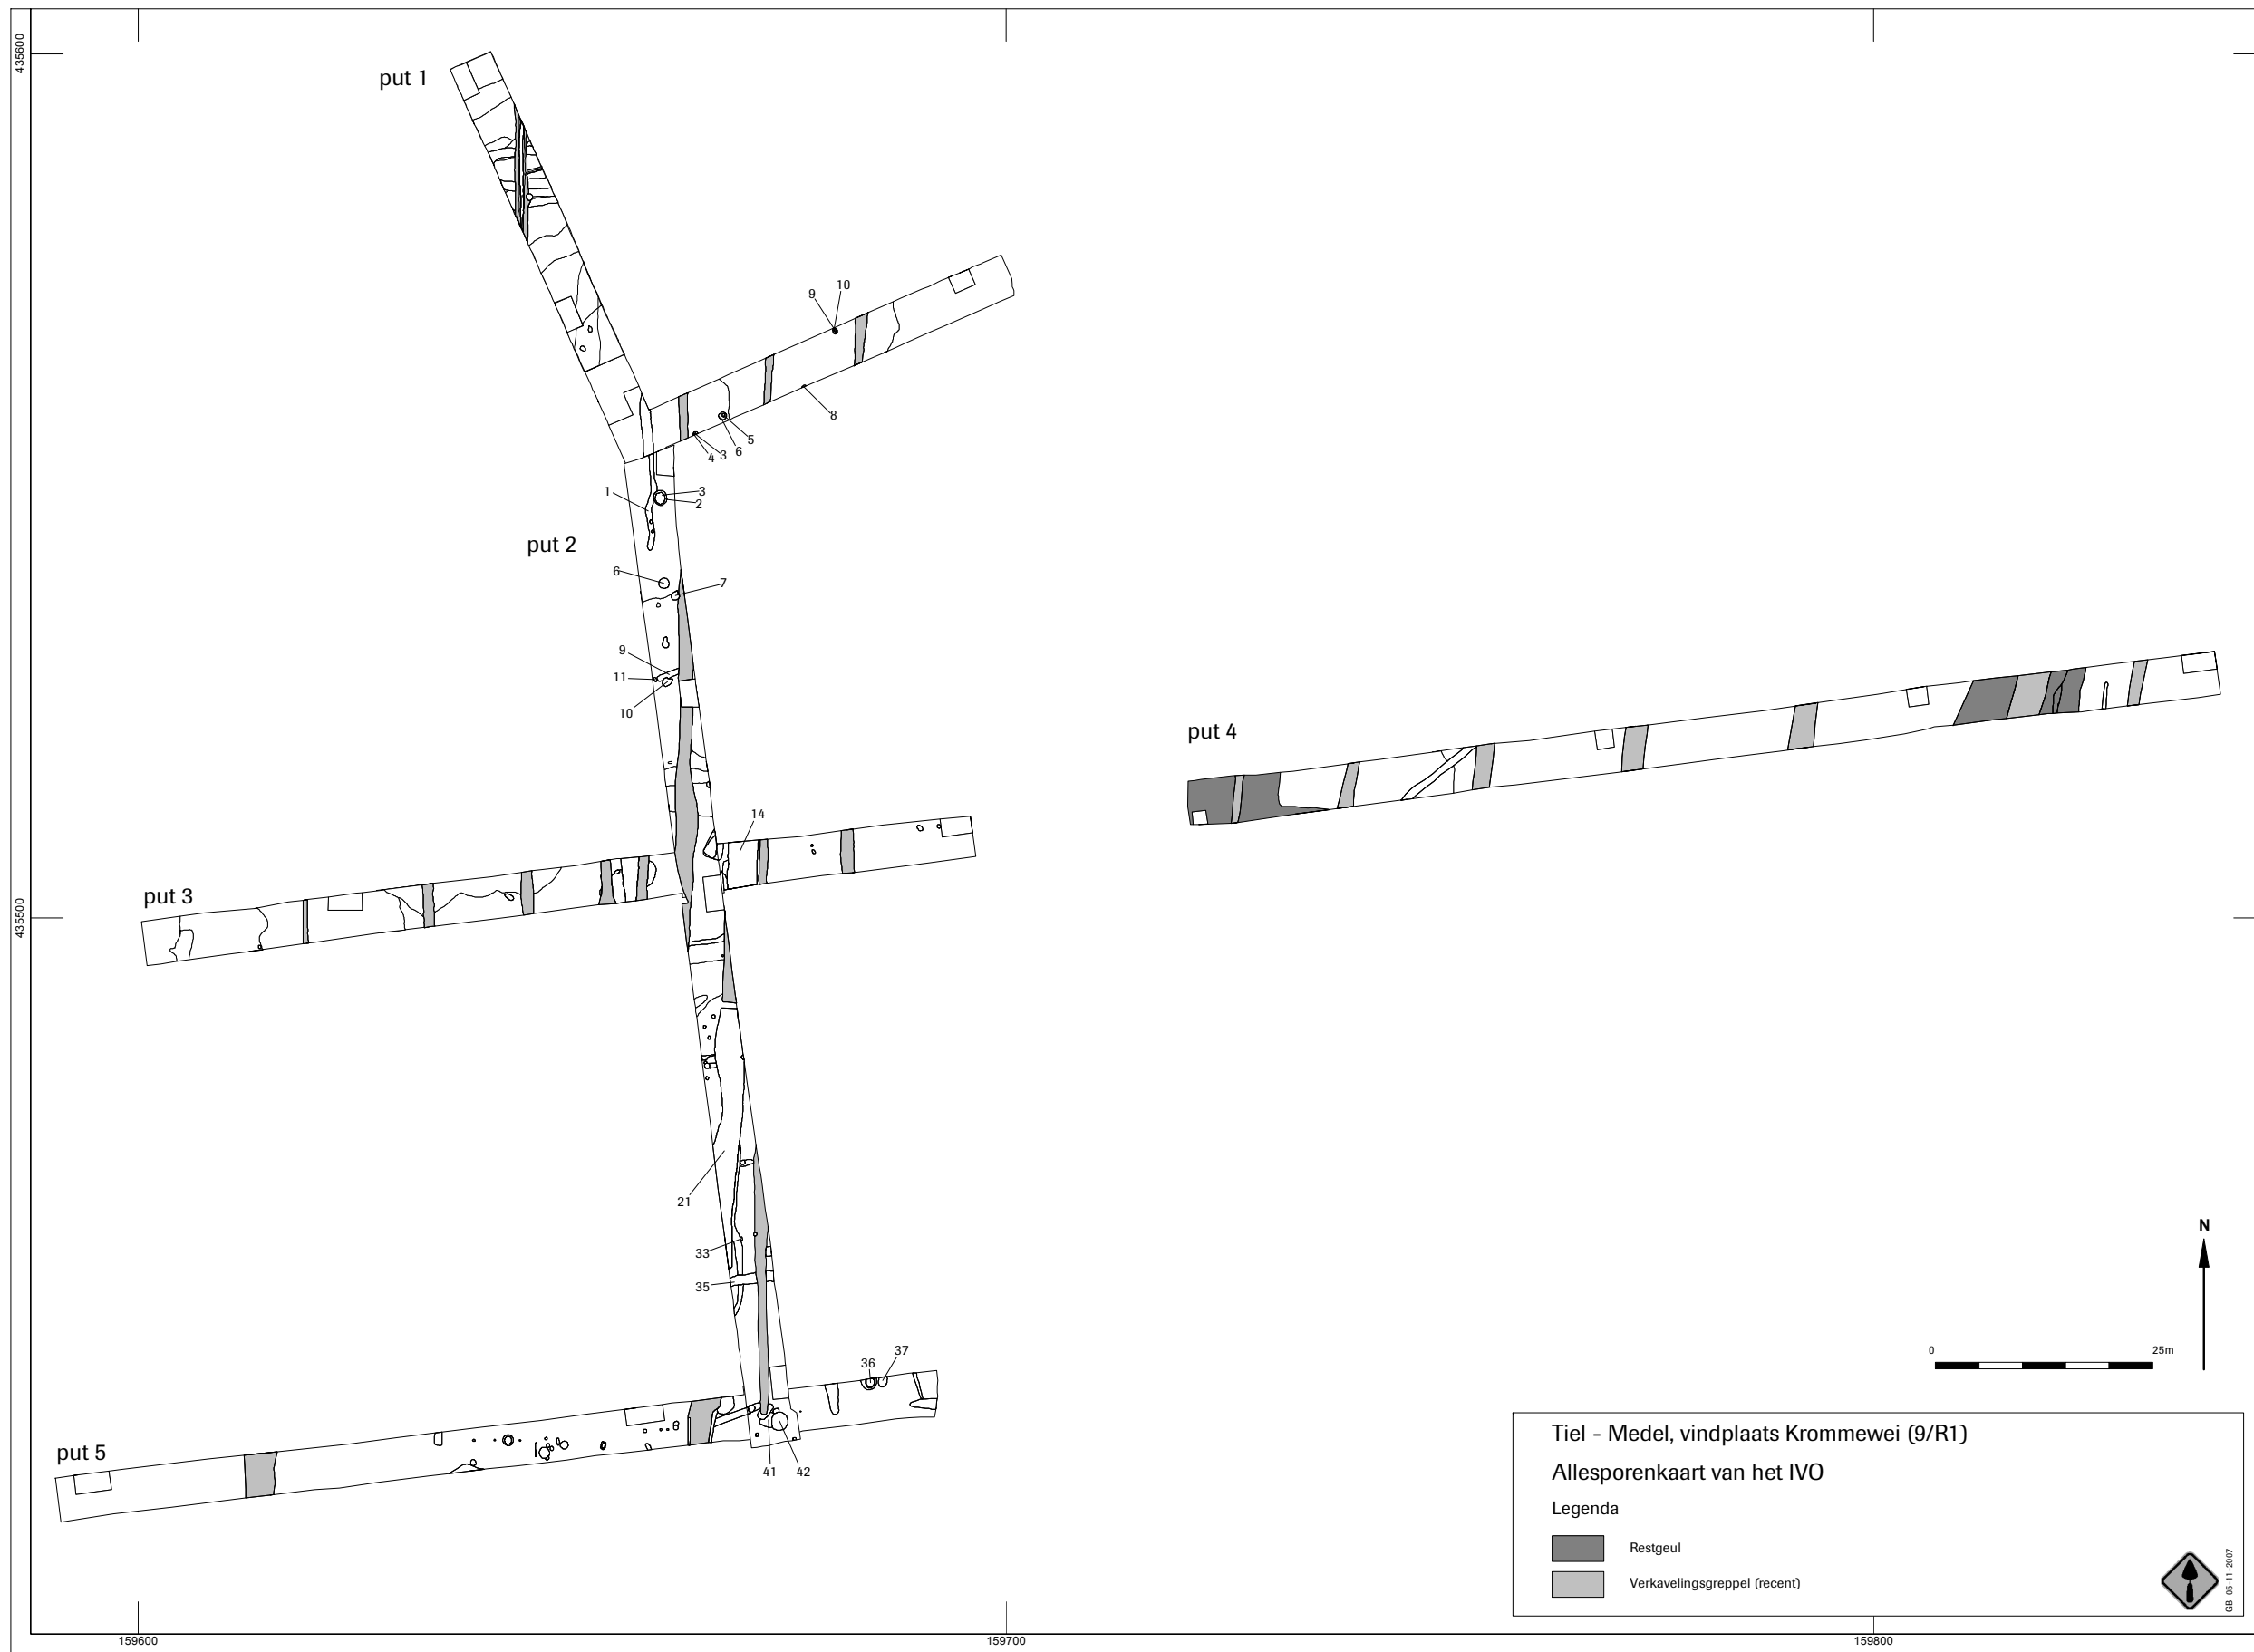 435600
put 1
10
9
8
5
6
3
4
3
1
2
put 2
6
7
9
11
10
put 4
14
put 3
435500
21
N
33
35
0
25m
37
36
put 5
41
42
Tiel - Medel, vindplaats Krommewei (9/R1)
Allesporenkaart van het IVO
Legenda
Restgeul
Verkavelingsgreppel (recent)
GB 05-11-2007
159600
159700
159800